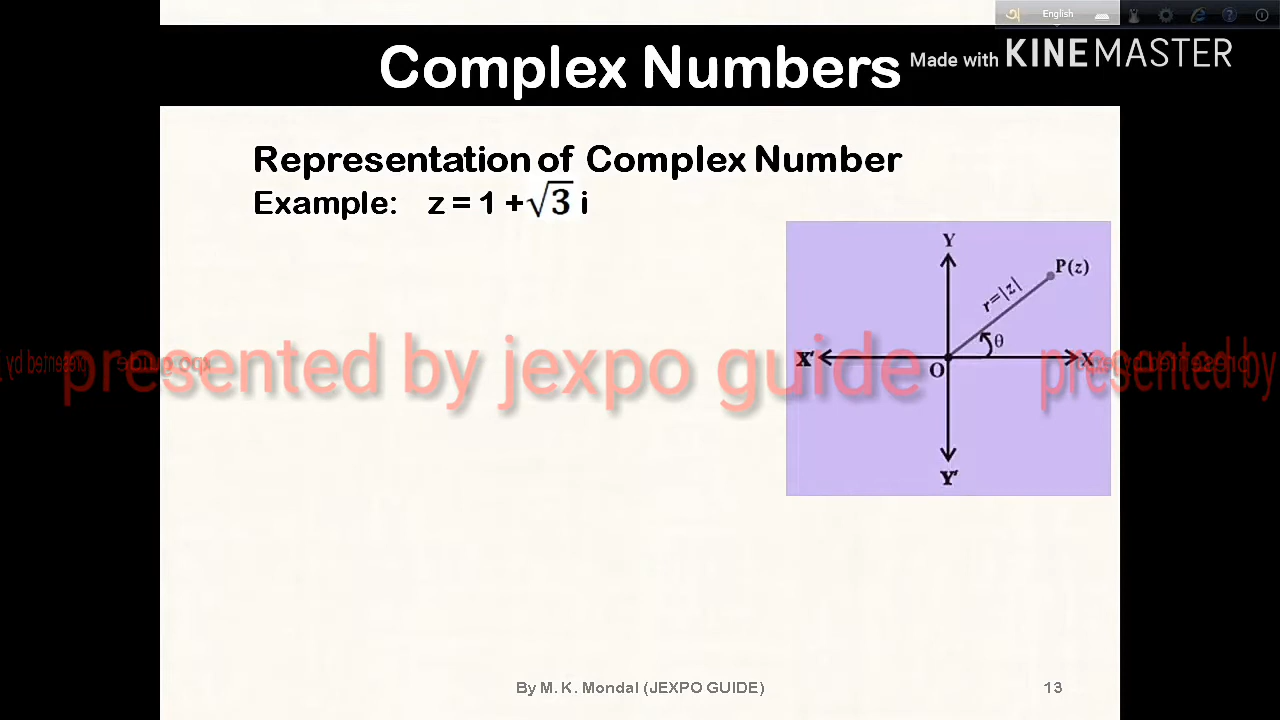 English
Complex Numbers
Made with KINEMASTER
Representation of Complex Number
Example: z = 1 + √3 i
Y
P(z)
r=|z|
θ
X'
O
X
Y'
presented by jexpo guide
presented by
By M. K. Mondal (JEXPO GUIDE)
13